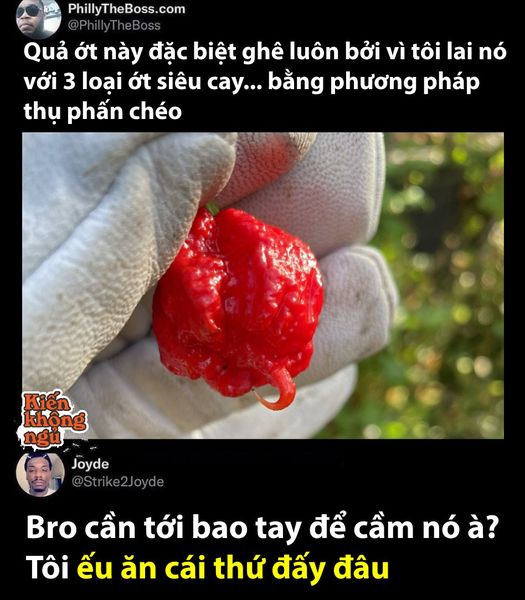 PhillyTheBoss.com
@PhillyTheBoss
Quả ớt này đặc biệt ghê luôn bởi vì tôi lai nó
với 3 loại ớt siêu cay... bằng phương pháp
thụ phấn chéo
Kiến
không
ngủ
Joyde
@Strike2Joyde
Bro cần tới bao tay để cầm nó à?
Tôi ếu ăn cái thứ đấy đâu